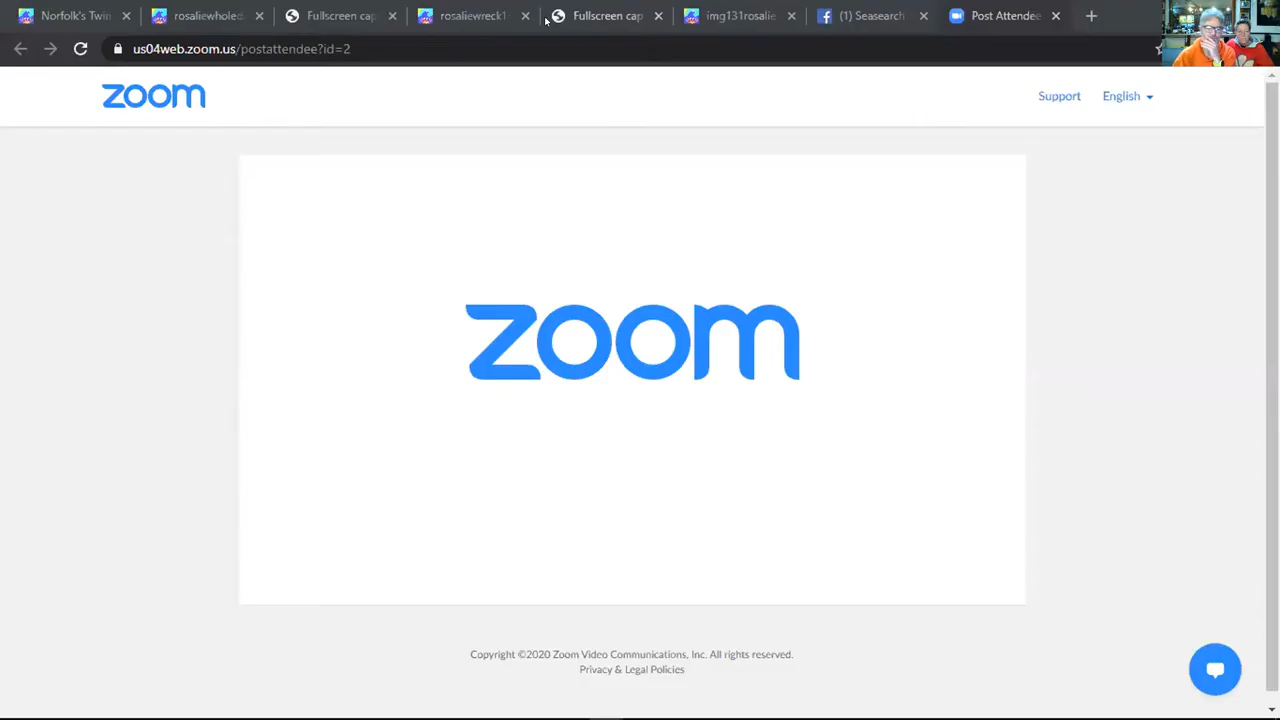 Norfolk's Twin
rosaliewholed
Fullscreen cap
rosaliewreck1
Fullscreen cap
img131rosalie
(1) Seasearch
Post Attendee
us04web.zoom.us/postattendee?id=2
zoom
Support
English
zoom
Copyright ©2020 Zoom Video Communications, Inc. All rights reserved.
Privacy & Legal Policies